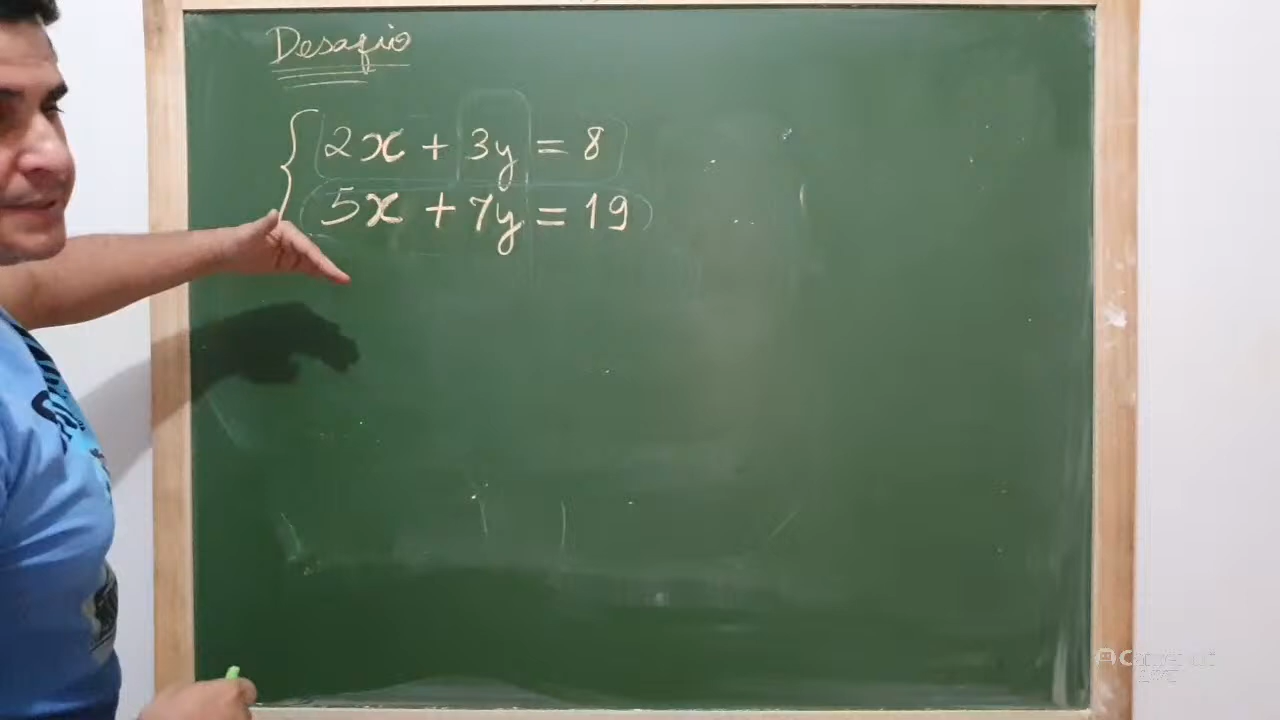 Desafio
2x + 3y = 8
5x + 7y = 19